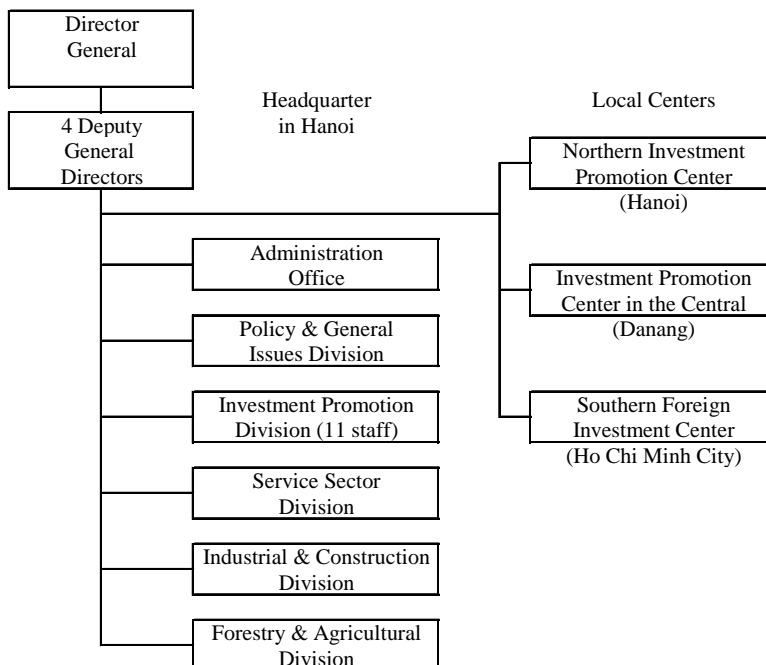 Director
General
4 Deputy
General
Directors
Headquarter
in Hanoi
Administration
Office
Policy & General
Issues Division
Investment Promotion
Division (11 staff)
Service Sector
Division
Industrial & Construction
Division
Forestry & Agricultural
Division
Local Centers
Northern Investment
Promotion Center
(Hanoi)
Investment Promotion
Center in the Central
(Danang)
Southern Foreign
Investment Center
(Ho Chi Minh City)